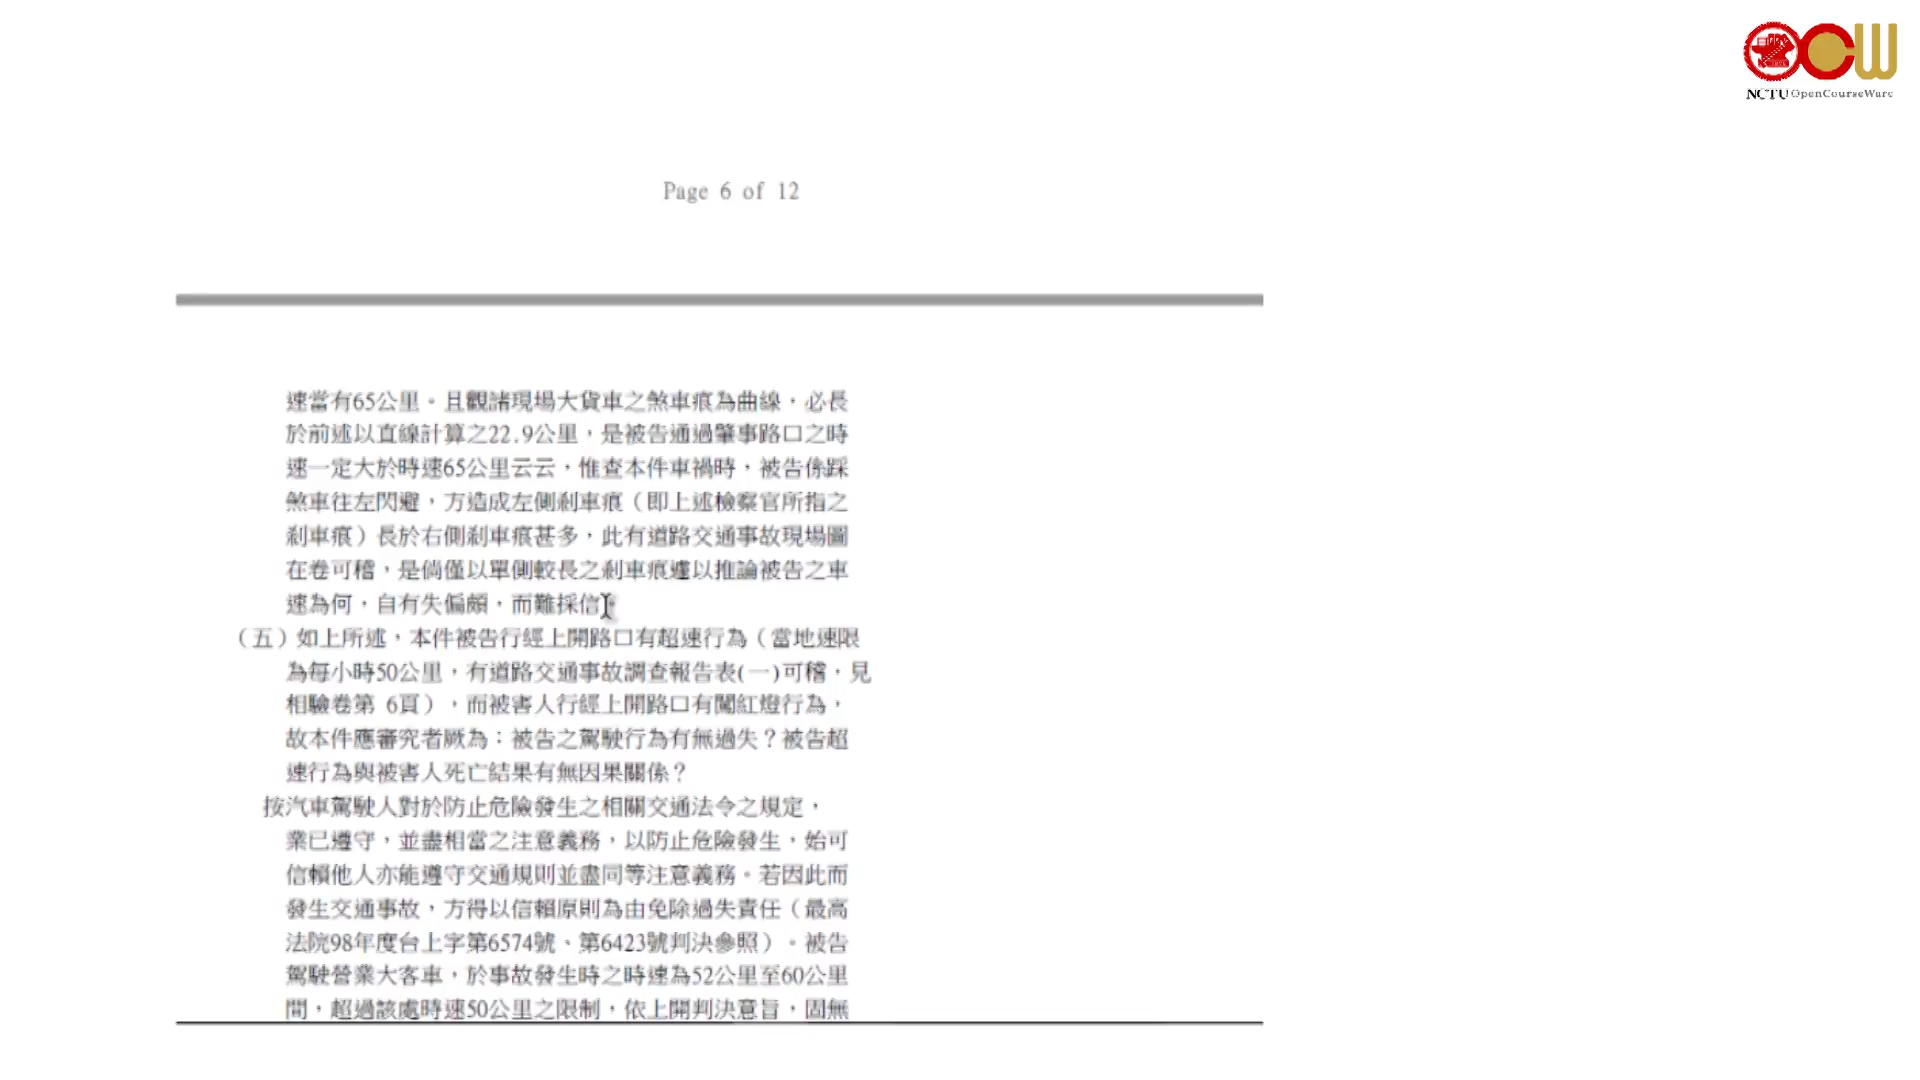 NCTU OpenCourseWare
Page 6 of 12
速當有65公里。且觀諸現場大貨車之煞車痕為曲線，必長
於前述以直線計算之22.9公里，是被告通過肇事路口之時
速一定大於時速65公里云云，惟查本件車禍時，被告係踩
煞車往左閃避，方造成左側剎車痕（即上述檢察官所指之
剎車痕）長於右側剎車痕甚多，此有道路交通事故現場圖
在卷可稽，是倘僅以單側較長之剎車痕遽以推論被告之車
速為何，自有失偏頗，而難採信
（五）如上所述，本件被告行經上開路口有超速行為（當地速限
為每小時50公里，有道路交通事故調查報告表(一)可稽，見
相驗卷第 6頁），而被害人行經上開路口有闖紅燈行為，
故本件應審究者厥為：被告之駕駛行為有無過失？被告超
速行為與被害人死亡結果有無因果關係？
按汽車駕駛人對於防止危險發生之相關交通法令之規定，
業已遵守，並盡相當之注意義務，以防止危險發生，始可
信賴他人亦能遵守交通規則並盡同等注意義務。若因此而
發生交通事故，方得以信賴原則為由免除過失責任（最高
法院98年度台上字第6574號、第6423號判決參照）。被告
駕駛營業大客車，於事故發生時之時速為52公里至60公里
間，超過該處時速50公里之限制，依上開判決意旨，固無